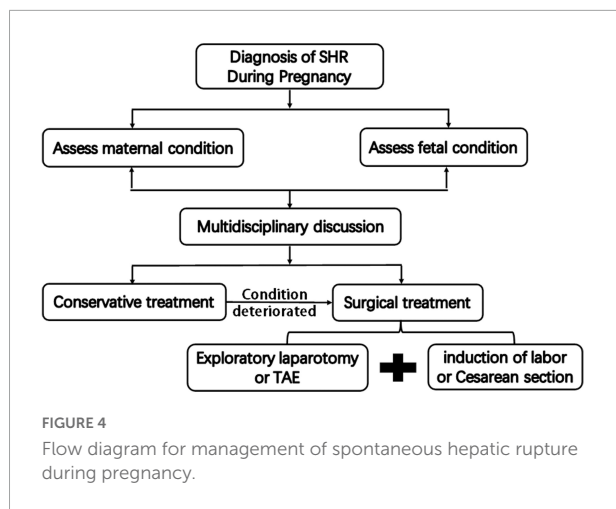 Diagnosis of SHR
During Pregnancy
Assess maternal condition
Assess fetal condition
Multidisciplinary discussion
Conservative treatment
Condition
deteriorated
Surgical treatment
Exploratory laparotomy
or TAE
induction of labor
or Cesarean section
FIGURE 4
Flow diagram for management of spontaneous hepatic rupture
during pregnancy.